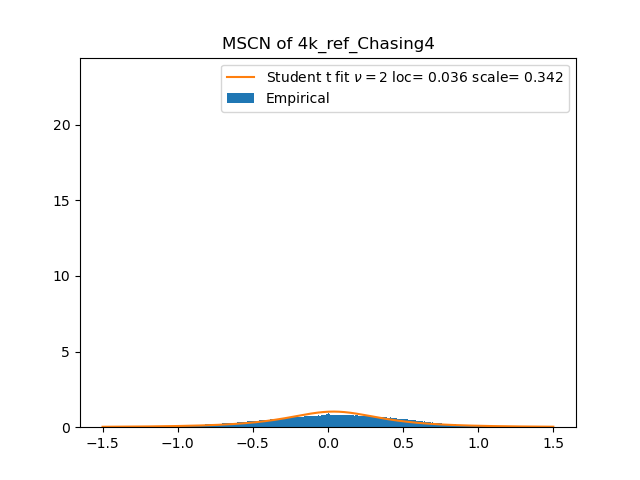 MSCN of 4k_ref_Chasing4
Student t fit ν = 2 loc= 0.036 scale= 0.342
Empirical
20
15
10
5
0
−1.5 −1.0 −0.5 0.0 0.5 1.0 1.5